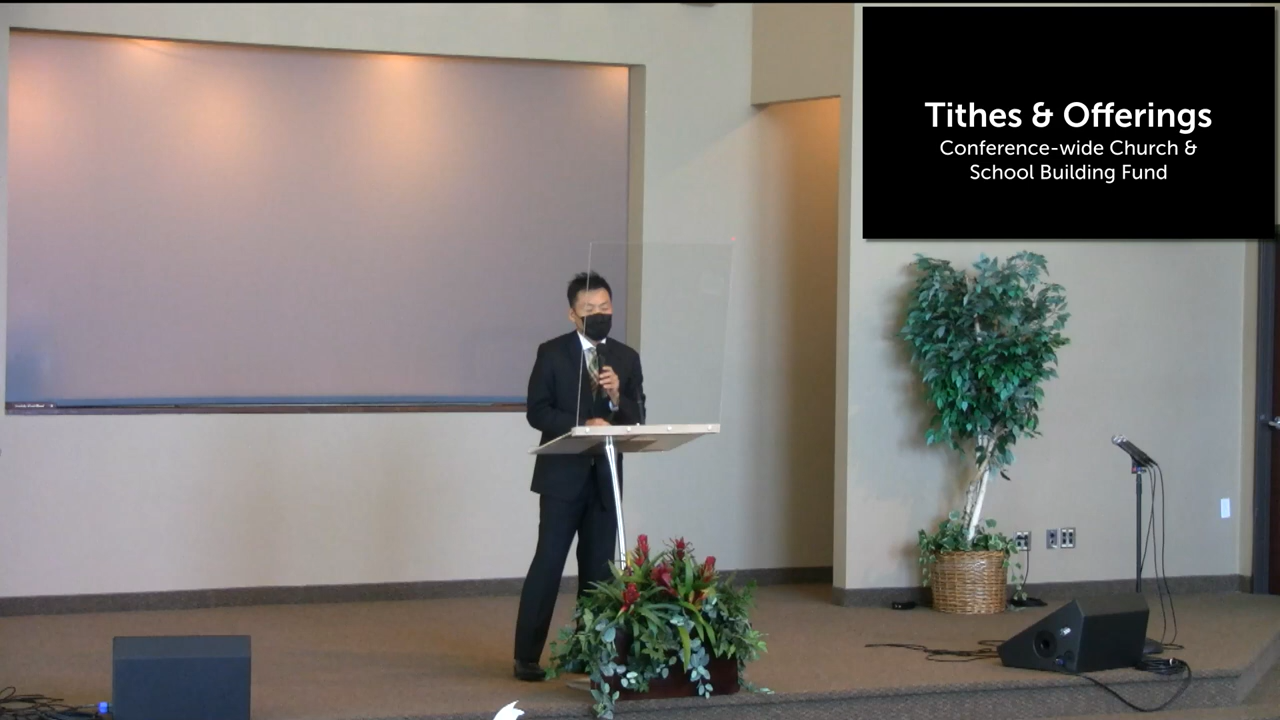 Tithes & Offerings
Conference-wide Church &
School Building Fund